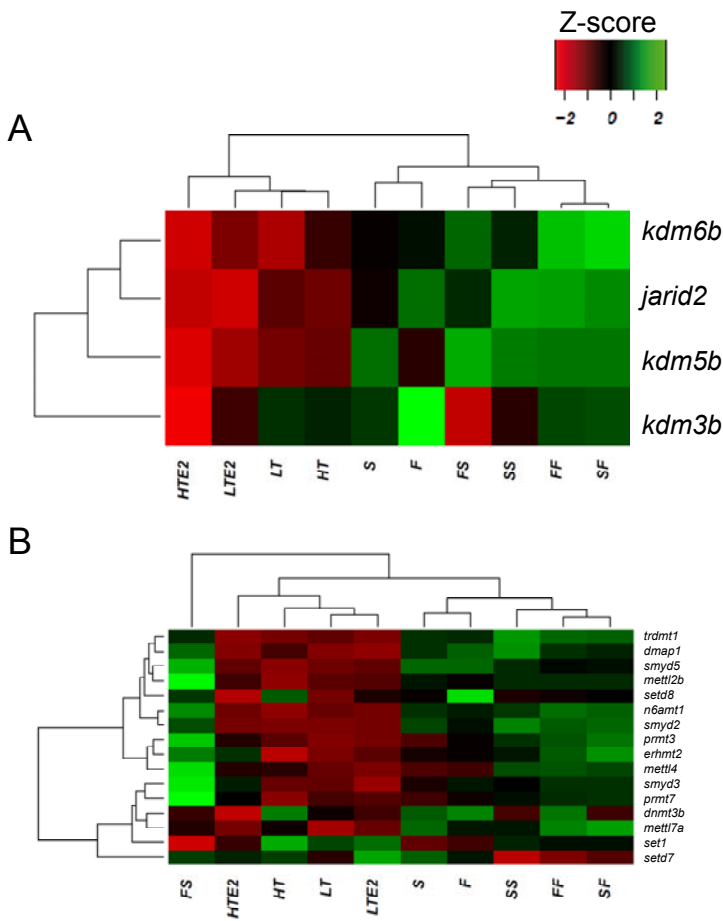 Z-score
−2 0 2
A
kdm6b
jarid2
kdm5b
kdm3b
HTE2 LTE2 LT HT S F FS SS FF SF
B
trdmt1
dmap1
smyd5
mettl2b
setd8
n6amt1
smyd2
prmt3
erhmt2
mettl4
smyd3
prmt7
dnmt3b
mettl7a
set1
setd7
FS HTE2 HT LT LTE2 S F SS FF SF